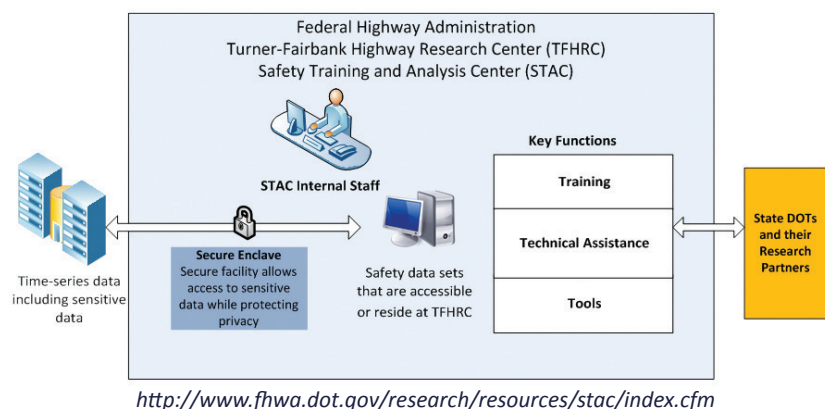 Federal Highway Administration
Turner-Fairbank Highway Research Center (TFHRC)
Safety Training and Analysis Center (STAC)
STAC Internal Staff
Time-series data
including sensitive
data
Secure Enclave
Secure facility allows
access to sensitive
data while protecting
privacy
Safety data sets
that are accessible
or reside at TFHRC
Key Functions
Training
Technical Assistance
Tools
State DOTs
and their
Research
Partners
http://www.fhwa.dot.gov/research/resources/stac/index.cfm